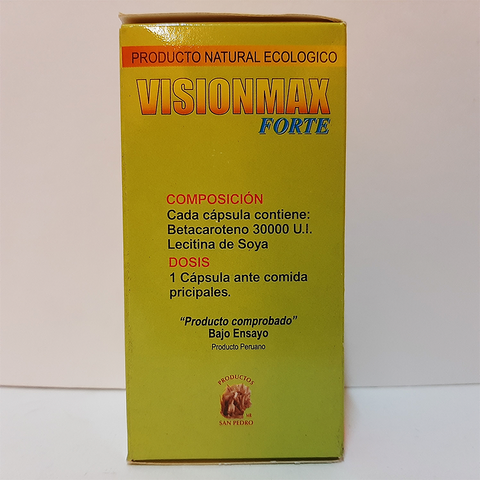 PRODUCTO NATURAL ECOLOGICO
VISIONMAX
FORTE
COMPOSICIÓN
Cada cápsula contiene:
Betacaroteno 30000 U.I.
Lecitina de Soya
DOSIS
1 Cápsula ante comida
pricipales.
"Producto comprobado"
Bajo Ensayo
Producto Peruano
PRODUCTOS
SAN PEDRO